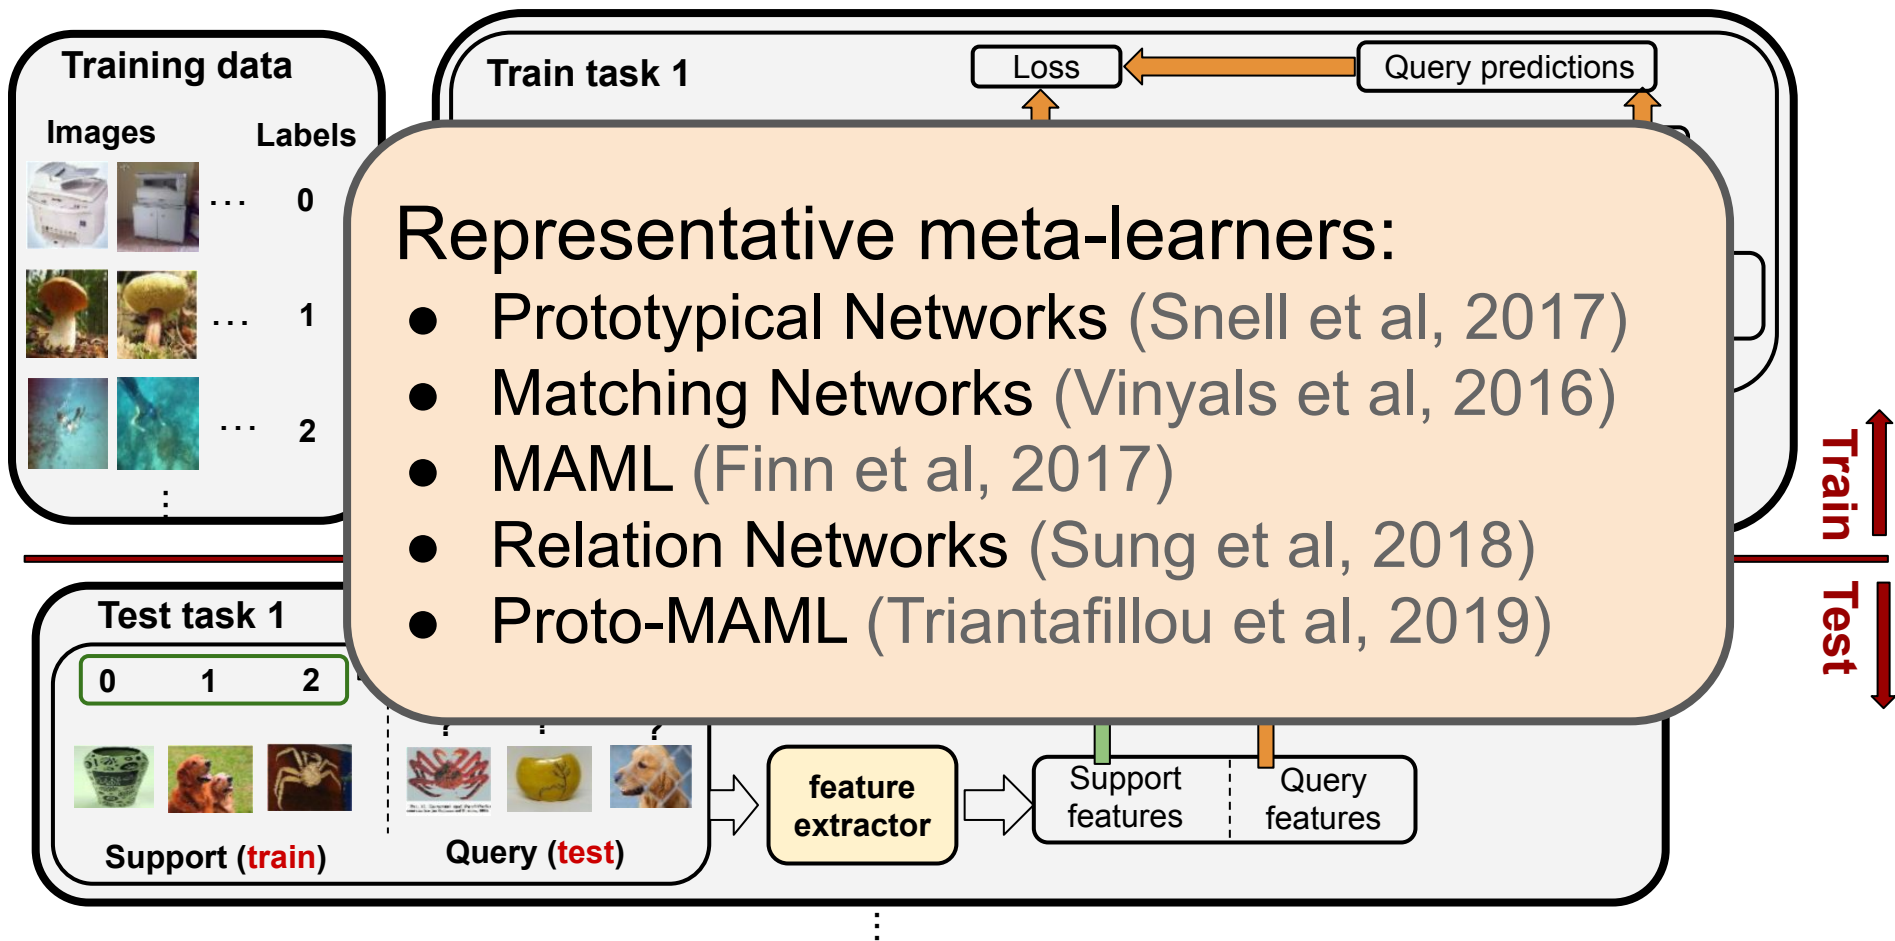 Training data
Images
Labels
... 0
... 1
... 2
Train task 1
Loss
Query predictions
Representative meta-learners:
● Prototypical Networks (Snell et al, 2017)
● Matching Networks (Vinyals et al, 2016)
● MAML (Finn et al, 2017)
● Relation Networks (Sung et al, 2018)
● Proto-MAML (Triantafillou et al, 2019)
Train
Test
Test task 1
0 1 2
? ?
Support (train)
Query (test)
feature
extractor
Support
features
Query
features